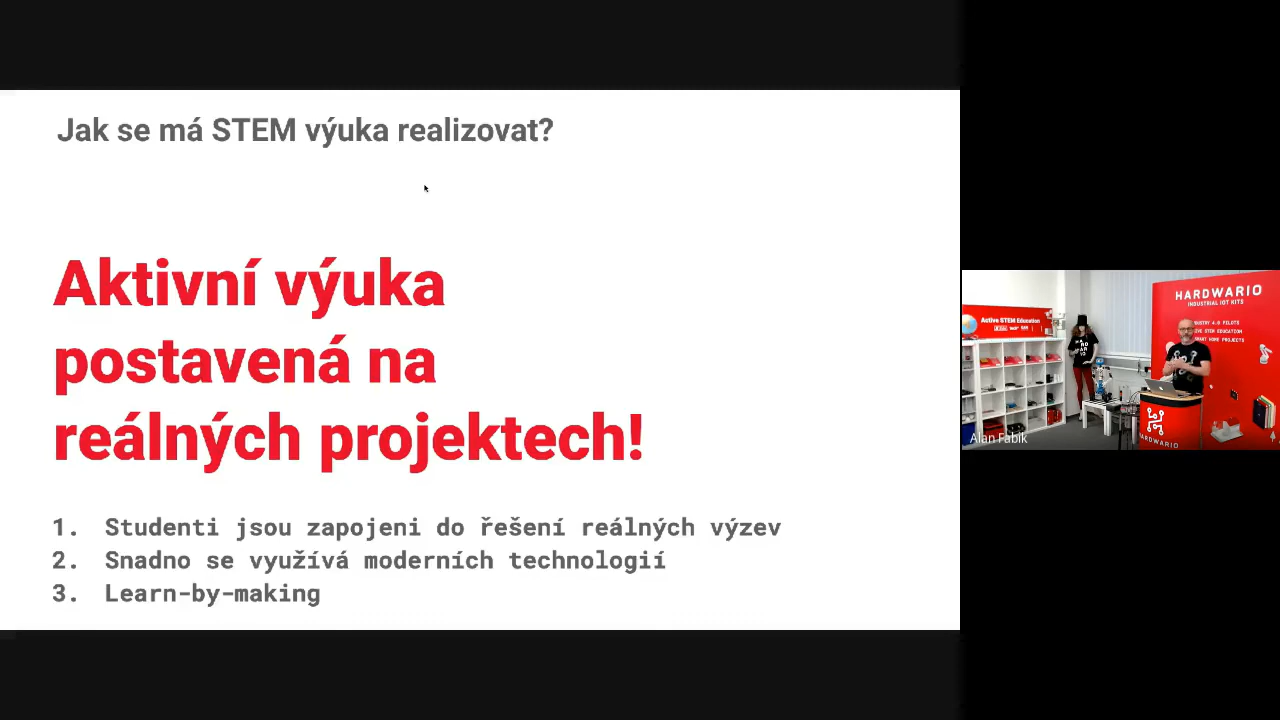 Jak se má STEM výuka realizovat?
Aktivní výuka
postavená na
reálných projektech!
1. Studenti jsou zapojeni do řešení reálných výzev
2. Snadno se využívá moderních technologií
3. Learn-by-making
HARDWARIO
INDUSTRIAL IOT KITS
Active STEM Education
Alan Fabik
HARDWARIO